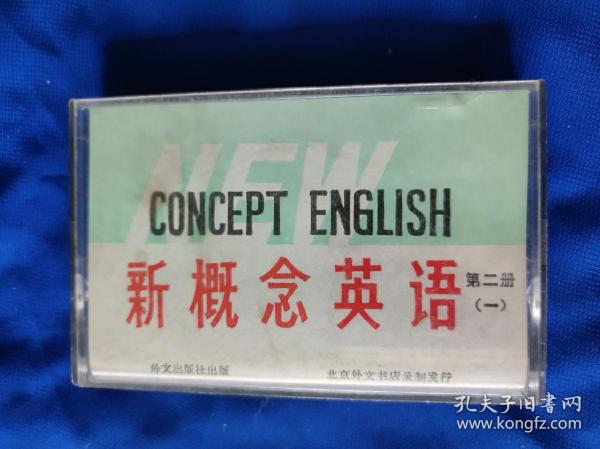 NEW
CONCEPT ENGLISH
新概念英语
第二册
(一)
外文出版社出版
北京外文书店录制发行
孔夫子旧书网
www.kongfz.com